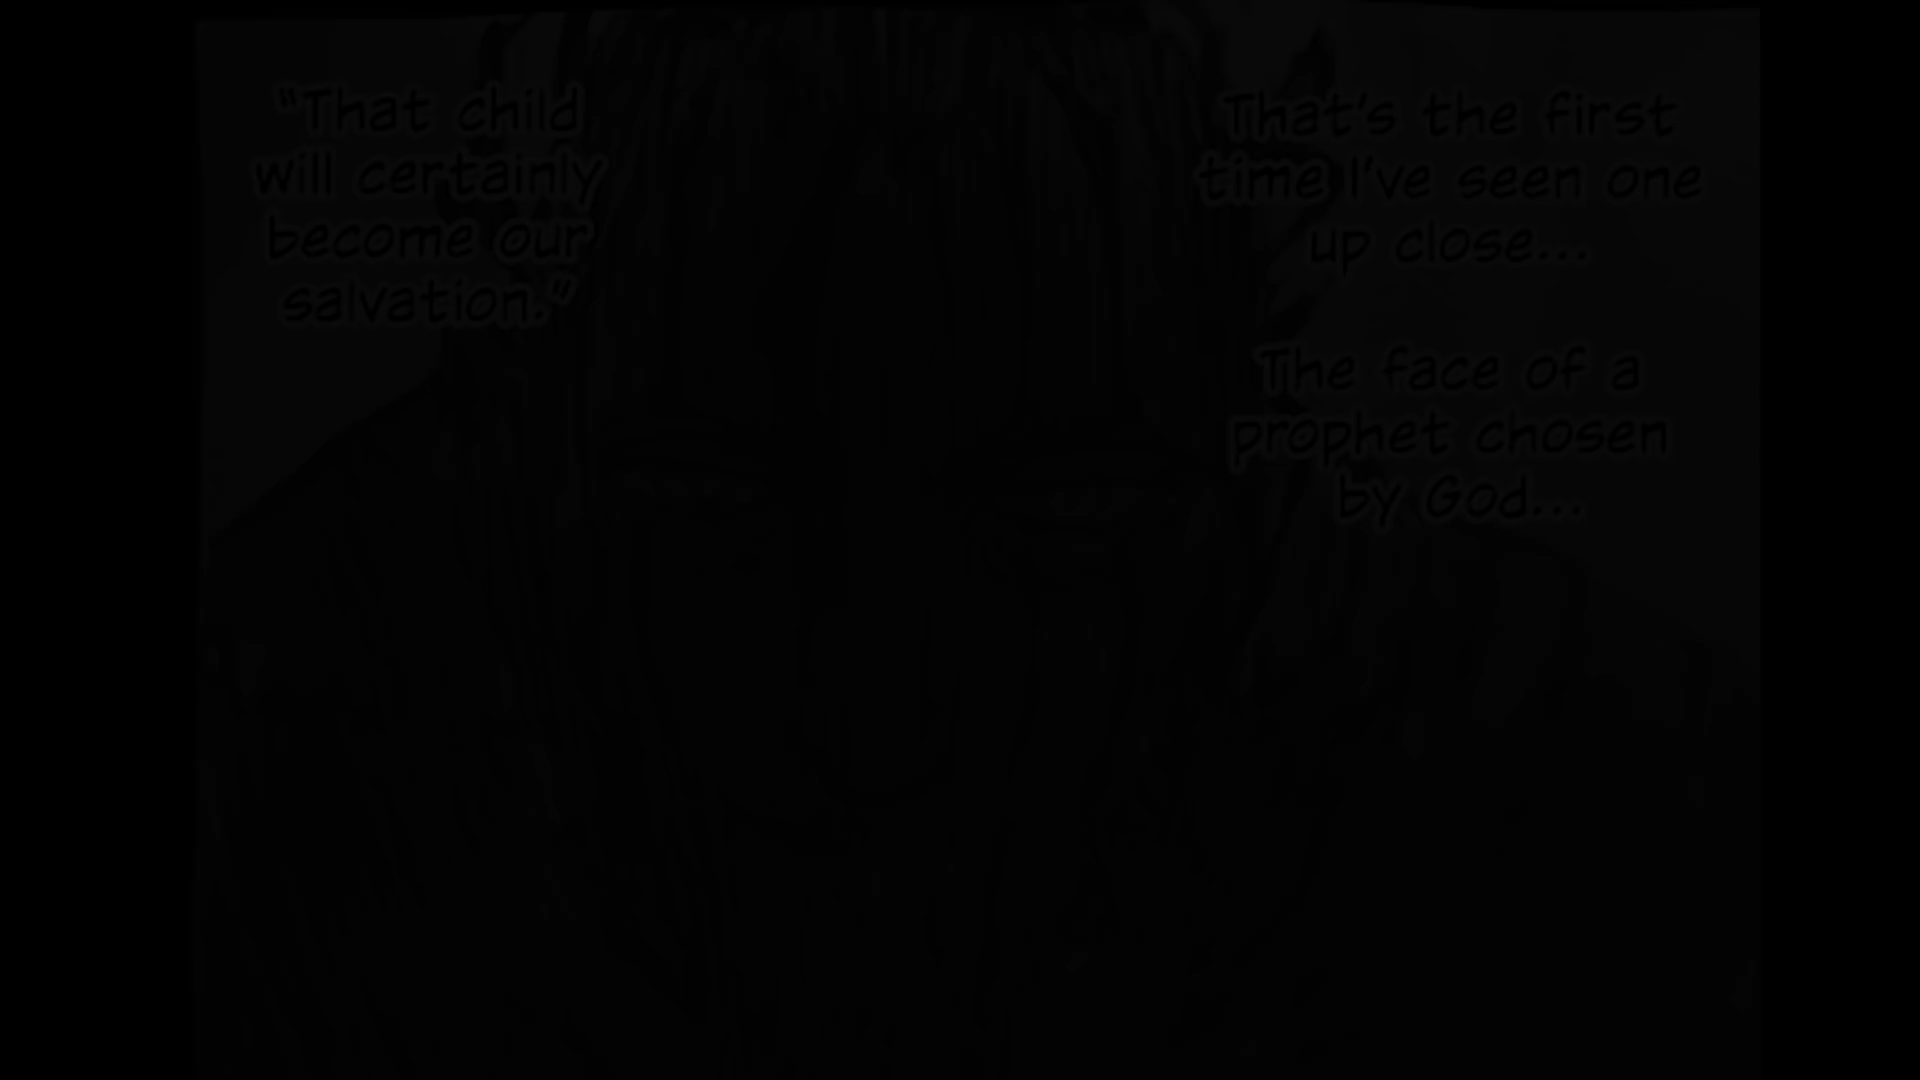 "That child
will certainly
become our
salvation."
That's the first
time I've seen one
up close...
The face of a
prophet chosen
by God...